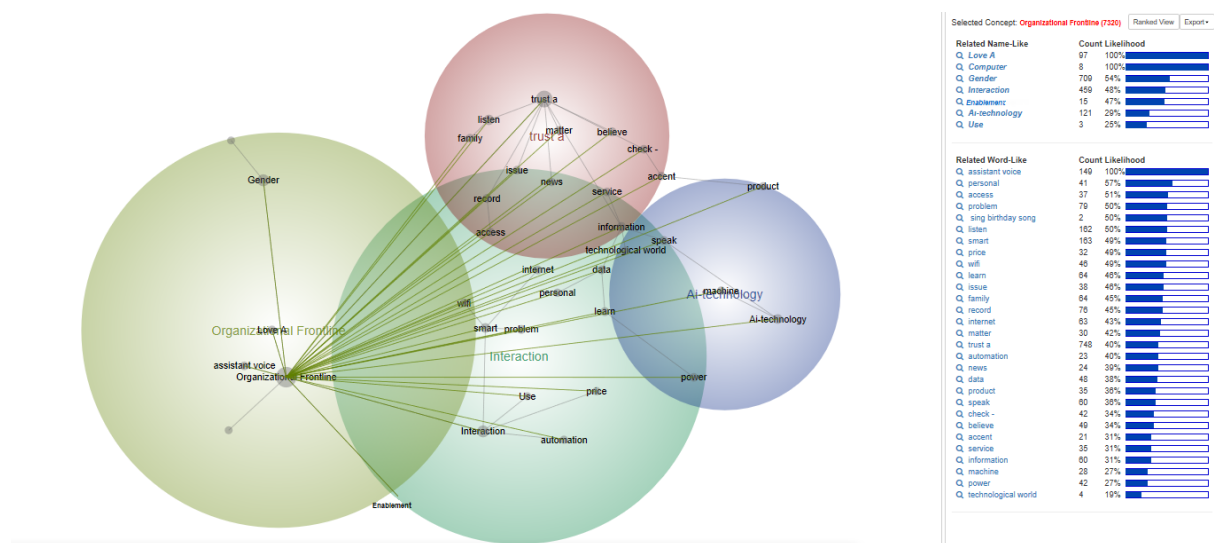 trust a
listen
trust a
matter
believe
family
check -
issue
news
accent
product
Gender
record
service
access
information
speak
technological world
internet
data
personal
machine
Ai-technology
wifi
learn
Ai-technology
Organizational Frontline
Love A
smart
problem
Interaction
assistant voice
Organizational Frontline
power
Use
price
Interaction
automation
Enablement
Selected Concept: Organizational Frontline (7320) Ranked View Export
Related Name-Like Count Likelihood
Love A 97 100%
Computer 8 100%
Gender 709 54%
Interaction 459 48%
Enablement 15 47%
Ai-technology 121 29%
Use 3 25%
Related Word-Like Count Likelihood
assistant voice 149 100%
personal 41 57%
access 37 51%
problem 79 50%
sing birthday song 2 50%
listen 162 50%
smart 163 49%
price 32 49%
wifi 46 49%
learn 64 46%
issue 38 46%
family 64 45%
record 76 45%
internet 63 43%
matter 30 42%
trust a 748 40%
automation 23 40%
news 24 39%
data 48 38%
product 35 36%
speak 60 36%
check - 42 34%
believe 49 34%
accent 21 31%
service 35 31%
information 60 31%
machine 28 27%
power 42 27%
technological world 4 19%